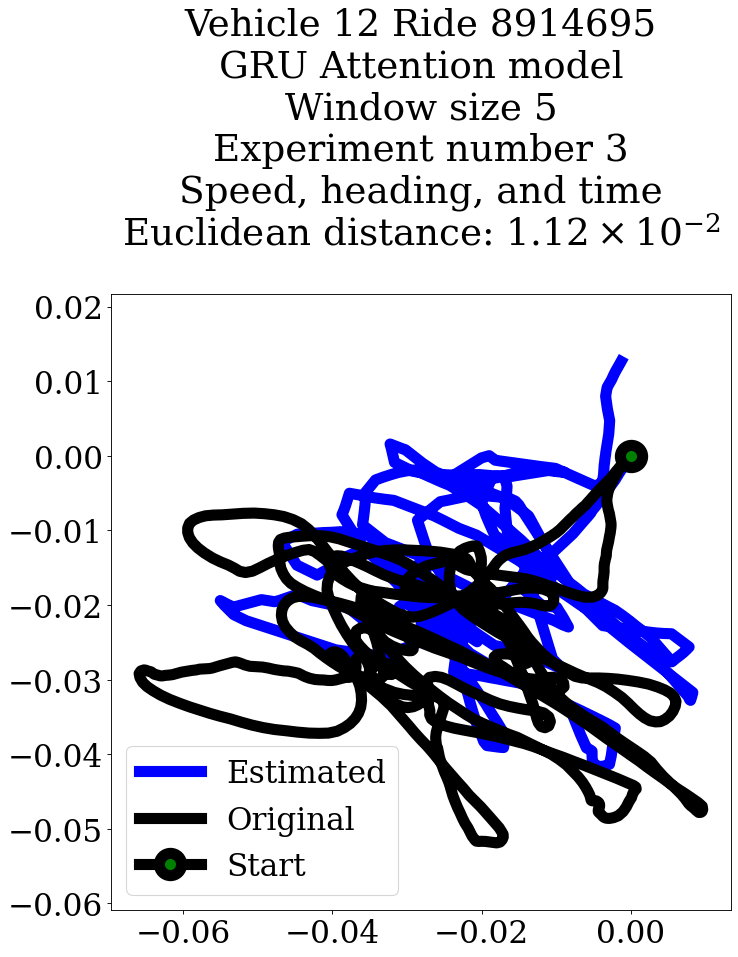 Vehicle 12 Ride 8914695
GRU Attention model
Window size 5
Experiment number 3
Speed, heading, and time
Euclidean distance: 1.12 × 10⁻²
0.02
0.01
0.00
−0.01
−0.02
−0.03
−0.04
−0.05
−0.06
Estimated
Original
Start
−0.06 −0.04 −0.02 0.00